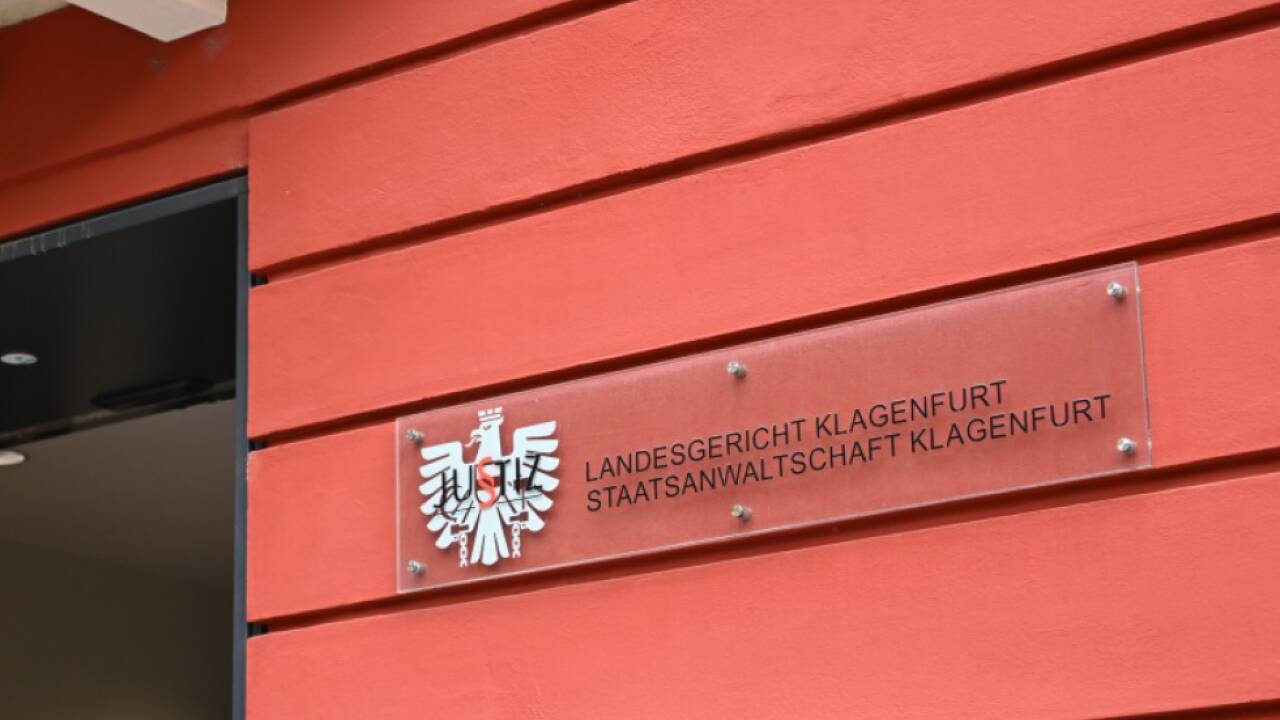 JUSTIZ
LANDESGERICHT KLAGENFURT
STAATSANWALTSCHAFT KLAGENFURT